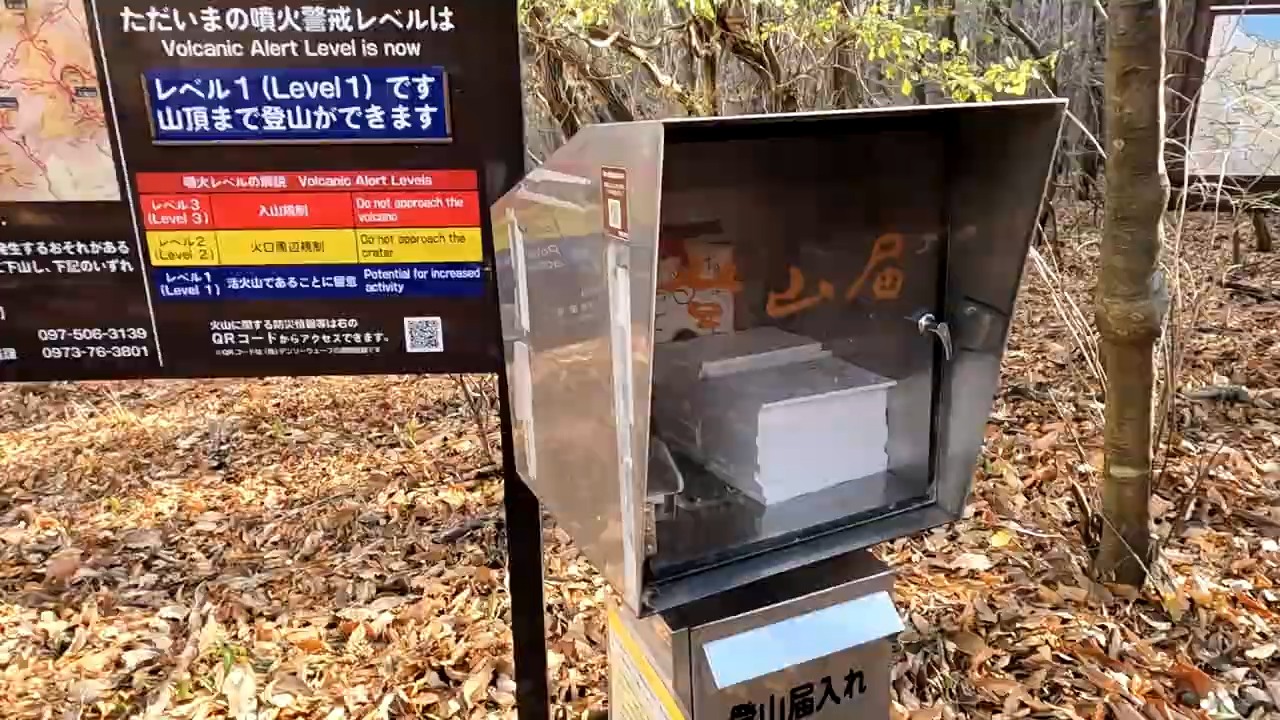 ただいまの噴火警戒レベルは
Volcanic Alert Level is now
レベル1 (Level 1) です
山頂まで登山ができます
噴火レベルの解説 Volcanic Alert Levels
レベル3 (Level 3) 入山規制 Do not approach the volcano
レベル2 (Level 2) 火口周辺規制 Do not approach the crater
レベル1 (Level 1) 活火山であることに留意 Potential for increased activity
火山に関する防災情報等は右の
QRコードからアクセスできます。
発生するおそれがある
に下山し、下記のいずれ
097-506-3139
0973-76-3801
登山届
登山届入れ